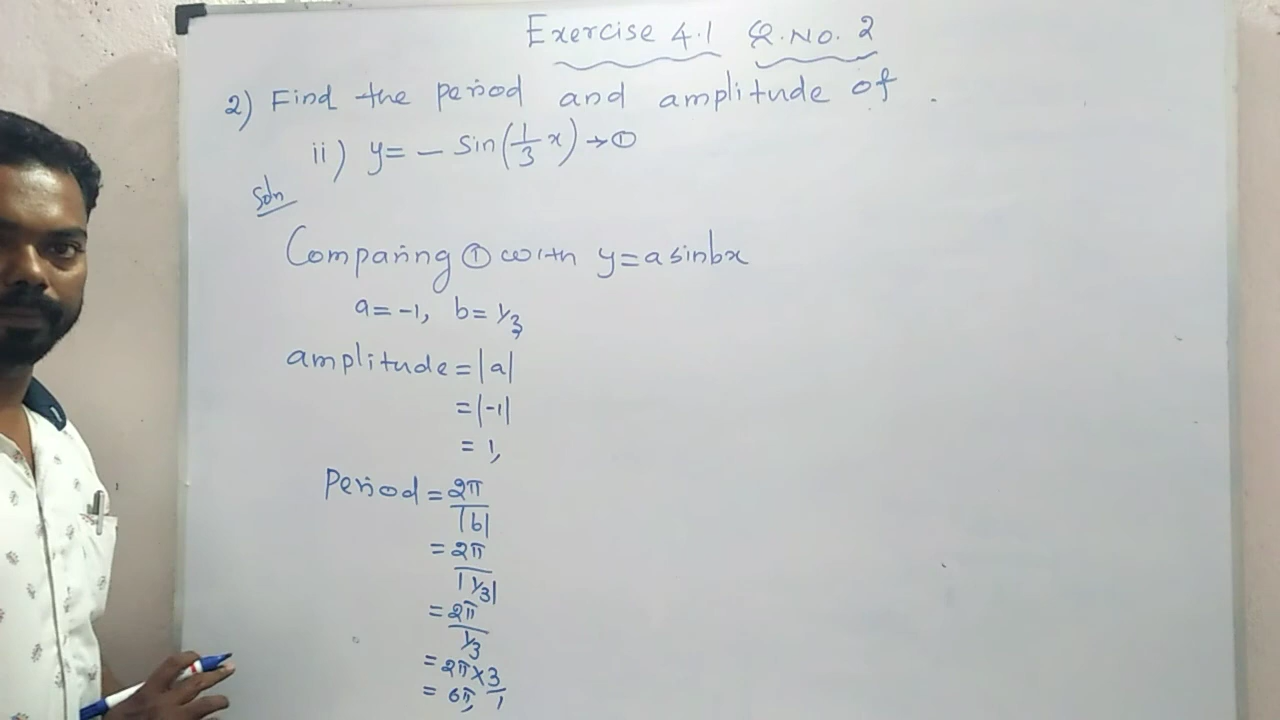 Exercise 4.1 Q.No. 2
2) Find the period and amplitude of .
ii) y= - sin(1/3 x) → ①
Soln
Comparing ① with y=a sinbx
a= -1, b= 1/3
amplitude = |a|
= |-1|
= 1,
Period = 2π/|b|
= 2π/|1/3|
= 2π/1/3
= 2π × 3/1
= 6π,